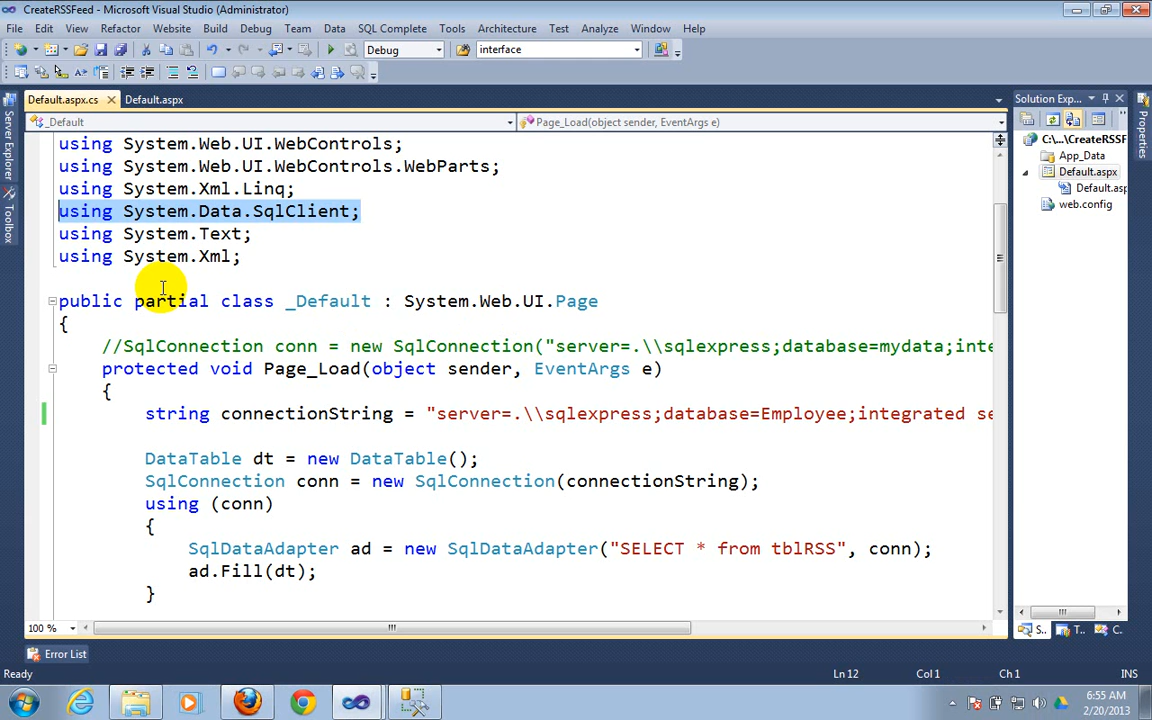 CreateRSSFeed - Microsoft Visual Studio (Administrator)
File Edit View Refactor Website Build Debug Team Data SQL Complete Tools Architecture Test Analyze Window Help
Debug interface
Default.aspx.cs Default.aspx
_Default Page_Load(object sender, EventArgs e)
using System.Web.UI.WebControls;
using System.Web.UI.WebControls.WebParts;
using System.Xml.Linq;
using System.Data.SqlClient;
using System.Text;
using System.Xml;
public partial class _Default : System.Web.UI.Page
{
//SqlConnection conn = new SqlConnection("server=.\\sqlexpress;database=mydata;inte
protected void Page_Load(object sender, EventArgs e)
{
string connectionString = "server=.\\sqlexpress;database=Employee;integrated se
DataTable dt = new DataTable();
SqlConnection conn = new SqlConnection(connectionString);
using (conn)
{
SqlDataAdapter ad = new SqlDataAdapter("SELECT * from tblRSS", conn);
ad.Fill(dt);
}
100 %
Server Explorer
Toolbox
Solution Exp...
C:\...\CreateRSSF
App_Data
Default.aspx
Default.asp
web.config
S.. T.. C..
Properties
Error List
Ready Ln 12 Col 1 Ch 1 INS
6:55 AM
2/20/2013